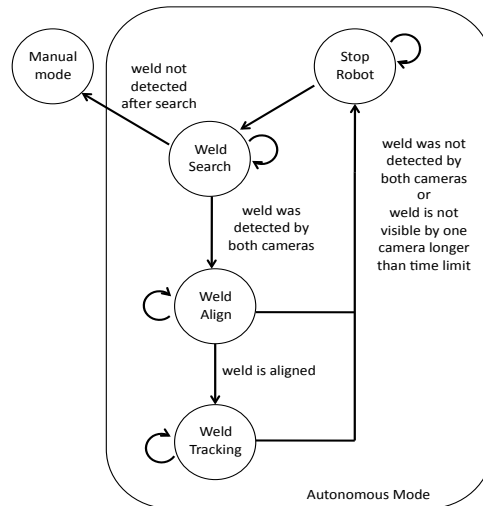 Manual
mode
weld not
detected
after search
Stop
Robot
Weld
Search
weld was not
detected by
both cameras
or
weld is not
visible by one
camera longer
than time limit
weld was
detected by
both cameras
Weld
Align
weld is aligned
Weld
Tracking
Autonomous Mode